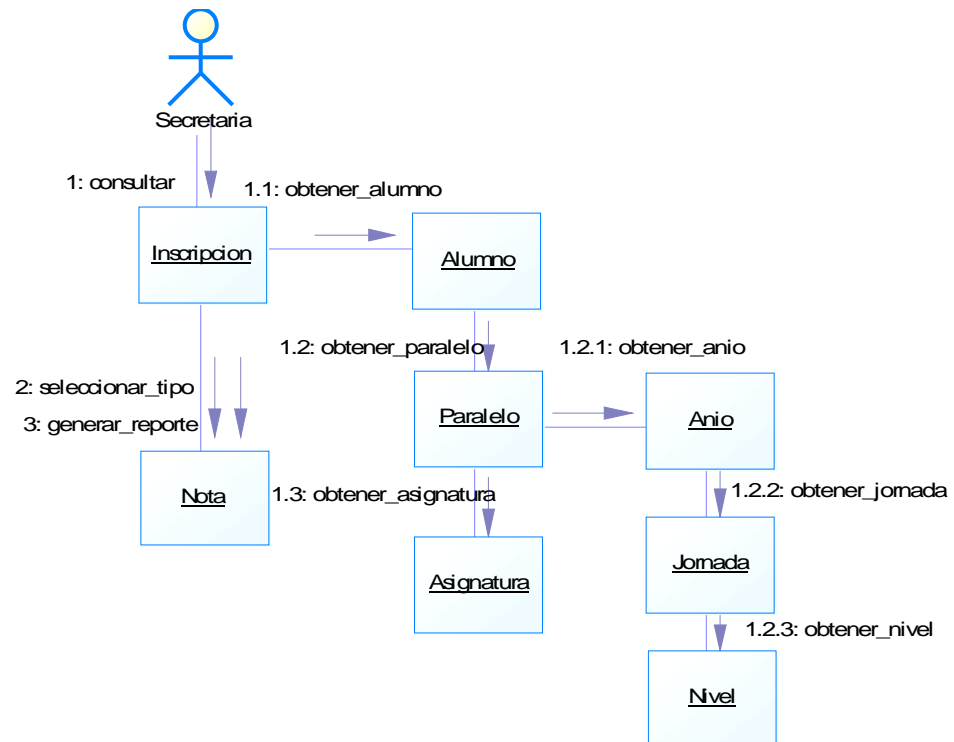 Secretaria
1: consultar
1.1: obtener_alumno
Inscripcion
Alumno
1.2: obtener_paralelo
1.2.1: obtener_anio
2: seleccionar_tipo
3: generar_reporte
Paralelo
Anio
Nota
1.3: obtener_asignatura
1.2.2: obtener_jornada
Asignatura
Jornada
1.2.3: obtener_nivel
Nivel